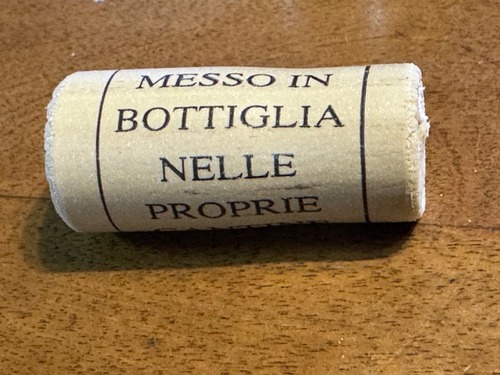 MESSO IN
BOTTIGLIA
NELLE
PROPRIE